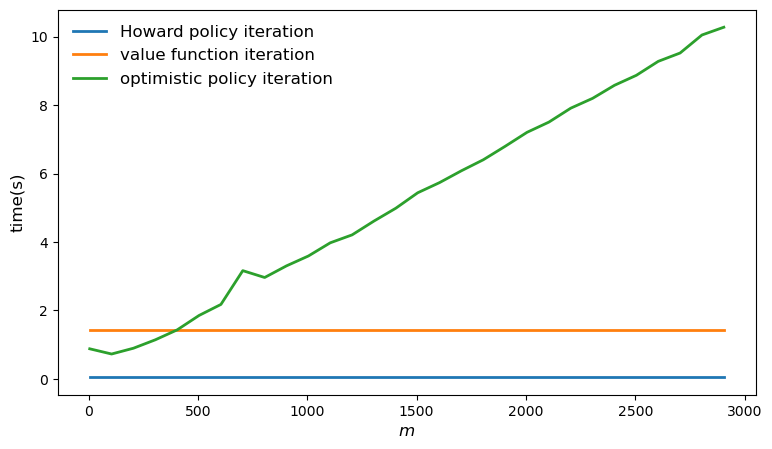 Howard policy iteration
value function iteration
optimistic policy iteration
10
8
6
4
2
0
time(s)
0 500 1000 1500 2000 2500 3000
m